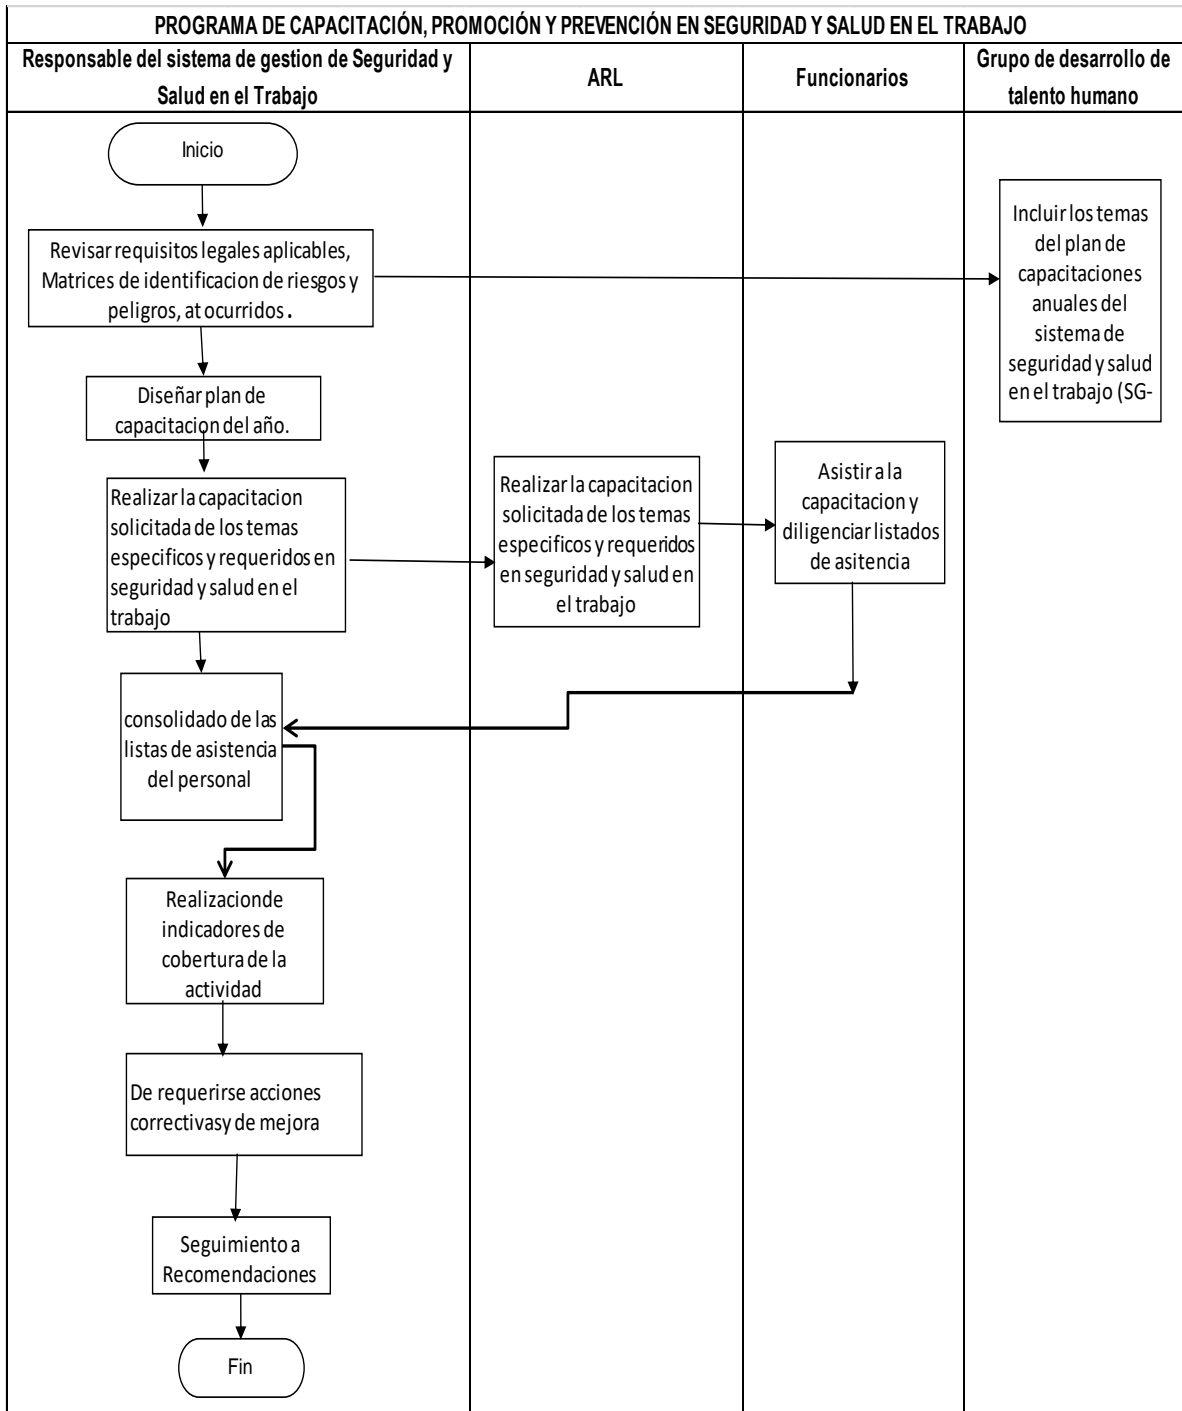 PROGRAMA DE CAPACITACIÓN, PROMOCIÓN Y PREVENCIÓN EN SEGURIDAD Y SALUD EN EL TRABAJO
Responsable del sistema de gestion de Seguridad y
Salud en el Trabajo
ARL
Funcionarios
Grupo de desarrollo de
talento humano
Inicio
Revisar requisitos legales aplicables,
Matrices de identificacion de riesgos y
peligros, at ocurridos .
Incluir los temas
del plan de
capacitaciones
anuales del
sistema de
seguridad y salud
en el trabajo (SG-
Diseñar plan de
capacitacion del año.
Realizar la capacitacion
solicitada de los temas
especificos y requeridos en
seguridad y salud en el
trabajo
Realizar la capacitacion
solicitada de los temas
especificos y requeridos
en seguridad y salud en
el trabajo
Asistir a la
capacitacion y
diligenciar listados
de asitencia
consolidado de las
listas de asistencia
del personal
Realizacionde
indicadores de
cobertura de la
actividad
De requerirse acciones
correctivasy de mejora
Seguimiento a
Recomendaciones
Fin